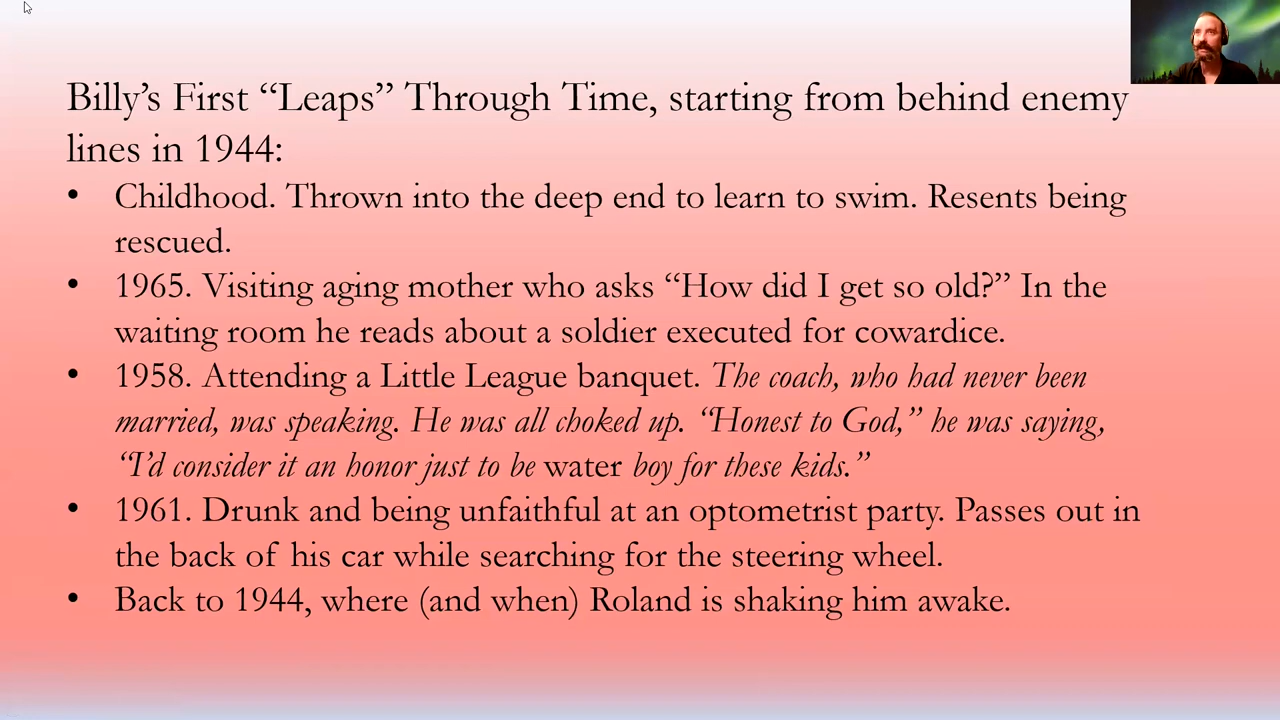 Billy’s First “Leaps” Through Time, starting from behind enemy
lines in 1944:
• Childhood. Thrown into the deep end to learn to swim. Resents being
rescued.
• 1965. Visiting aging mother who asks “How did I get so old?” In the
waiting room he reads about a soldier executed for cowardice.
• 1958. Attending a Little League banquet. The coach, who had never been
married, was speaking. He was all choked up. “Honest to God,” he was saying,
“I’d consider it an honor just to be water boy for these kids.”
• 1961. Drunk and being unfaithful at an optometrist party. Passes out in
the back of his car while searching for the steering wheel.
• Back to 1944, where (and when) Roland is shaking him awake.